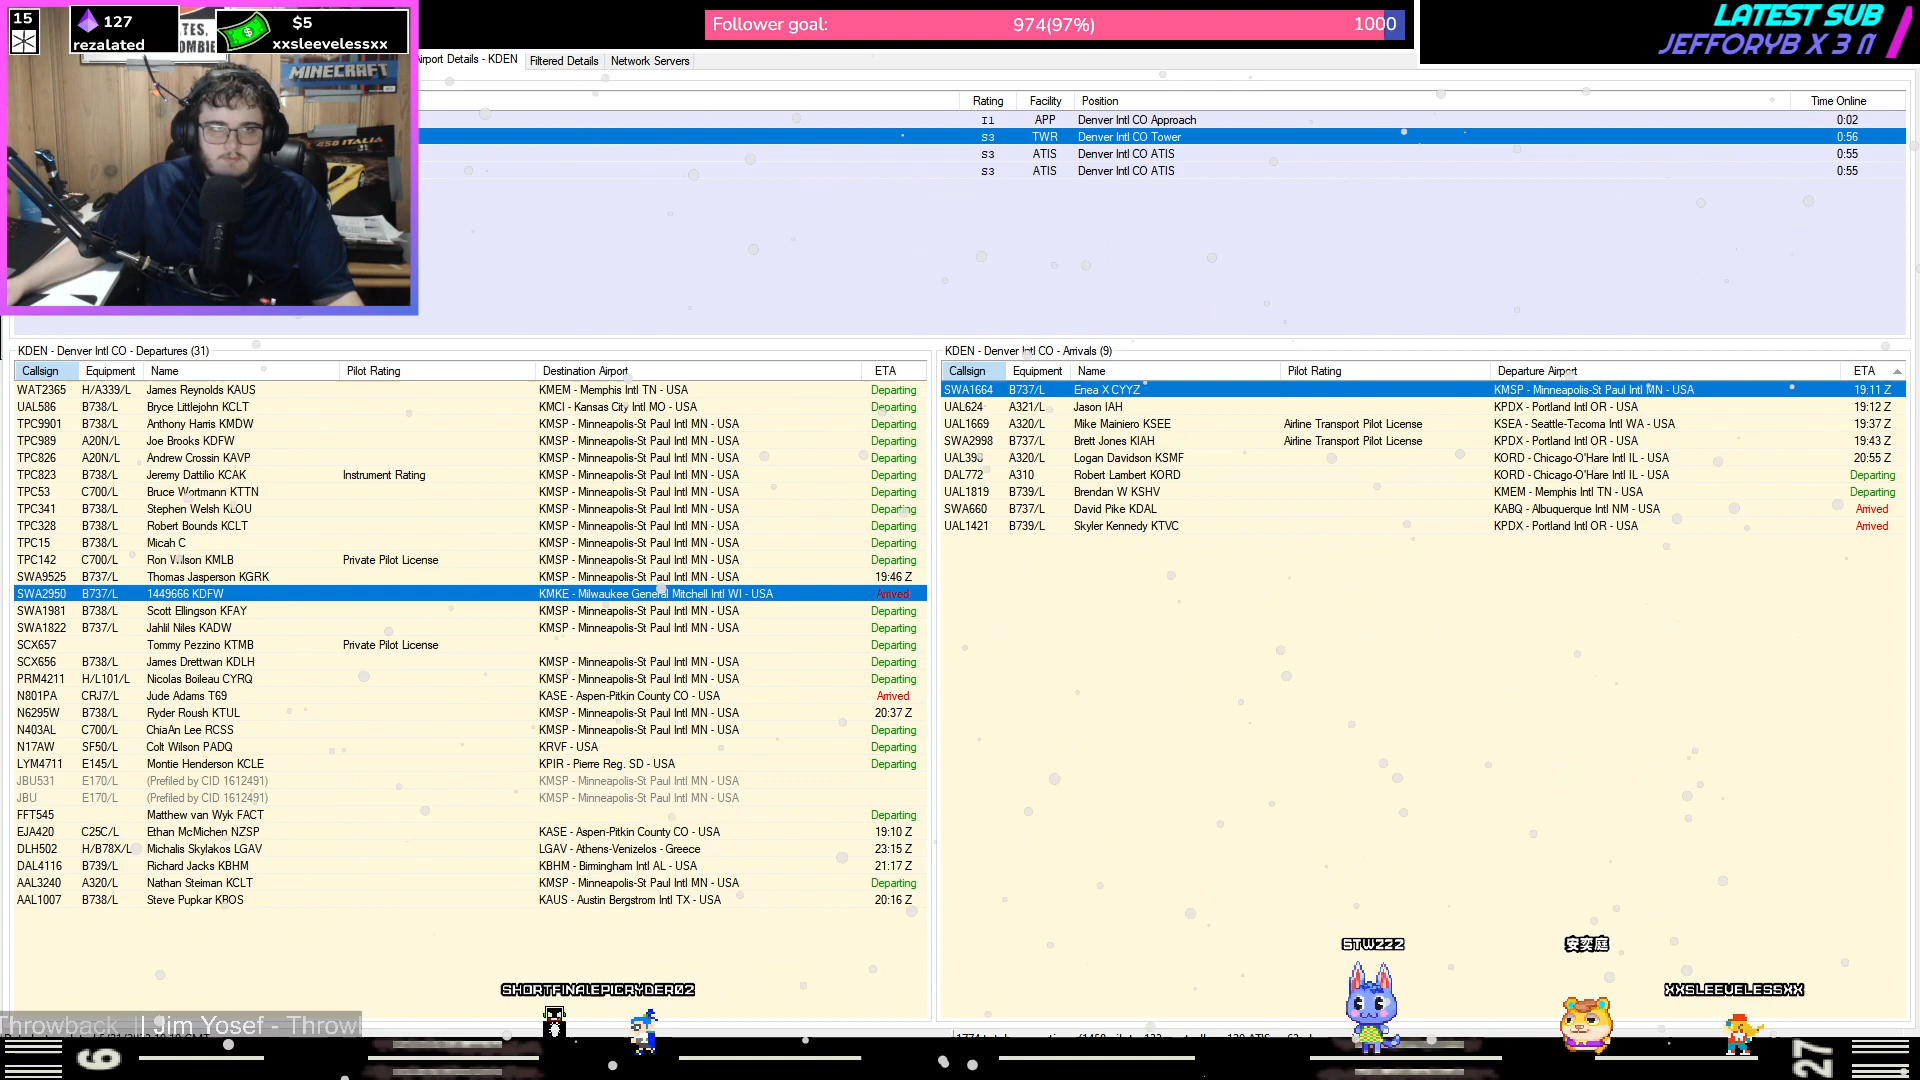 15
127
rezalated
$5
xxsleevelessxx
Follower goal:
974(97%)
1000
LATEST SUB
JEFFORYB X 3 N
MINECRAFT
450 ITALIA
irport Details - KDEN
Filtered Details
Network Servers
Rating Facility Position Time Online
I1 APP Denver Intl CO Approach 0:02
S3 TWR Denver Intl CO Tower 0:56
S3 ATIS Denver Intl CO ATIS 0:55
S3 ATIS Denver Intl CO ATIS 0:55
KDEN - Denver Intl CO - Departures (31)
Callsign Equipment Name Pilot Rating Destination Airport ETA
WAT2365 H/A339/L James Reynolds KAUS KMEM - Memphis Intl TN - USA Departing
UAL586 B738/L Bryce Littlejohn KCLT KMCI - Kansas City Intl MO - USA Departing
TPC9901 B738/L Anthony Harris KMDW KMSP - Minneapolis-St Paul Intl MN - USA Departing
TPC989 A20N/L Joe Brooks KDFW KMSP - Minneapolis-St Paul Intl MN - USA Departing
TPC826 A20N/L Andrew Crossin KAVP KMSP - Minneapolis-St Paul Intl MN - USA Departing
TPC823 B738/L Jeremy Dattilio KCAK Instrument Rating KMSP - Minneapolis-St Paul Intl MN - USA Departing
TPC53 C700/L Bruce Wortmann KTTN KMSP - Minneapolis-St Paul Intl MN - USA Departing
TPC341 B738/L Stephen Welsh KLOU KMSP - Minneapolis-St Paul Intl MN - USA Departing
TPC328 B738/L Robert Bounds KCLT KMSP - Minneapolis-St Paul Intl MN - USA Departing
TPC15 B738/L Micah C KMSP - Minneapolis-St Paul Intl MN - USA Departing
TPC142 C700/L Ron Wilson KMLB Private Pilot License KMSP - Minneapolis-St Paul Intl MN - USA Departing
SWA9525 B737/L Thomas Jasperson KGRK KMSP - Minneapolis-St Paul Intl MN - USA 19:46 Z
SWA2950 B737/L 1449666 KDFW KMKE - Milwaukee General Mitchell Intl WI - USA Arrived
SWA1981 B738/L Scott Ellingson KFAY KMSP - Minneapolis-St Paul Intl MN - USA Departing
SWA1822 B737/L Jahlil Niles KADW KMSP - Minneapolis-St Paul Intl MN - USA Departing
SCX657 Tommy Pezzino KTMB Private Pilot License Departing
SCX656 B738/L James Drettwan KDLH KMSP - Minneapolis-St Paul Intl MN - USA Departing
PRM4211 H/L101/L Nicolas Boileau CYRQ KMSP - Minneapolis-St Paul Intl MN - USA Departing
N801PA CRJ7/L Jude Adams T69 KASE - Aspen-Pitkin County CO - USA Arrived
N6295W B738/L Ryder Roush KTUL KMSP - Minneapolis-St Paul Intl MN - USA 20:37 Z
N403AL C700/L ChiaAn Lee RCSS KMSP - Minneapolis-St Paul Intl MN - USA Departing
N17AW SF50/L Colt Wilson PADQ KRVF - USA Departing
LYM4711 E145/L Montie Henderson KCLE KPIR - Pierre Reg. SD - USA Departing
JBU531 E170/L (Prefiled by CID 1612491) KMSP - Minneapolis-St Paul Intl MN - USA
JBU E170/L (Prefiled by CID 1612491) KMSP - Minneapolis-St Paul Intl MN - USA
FFT545 Matthew van Wyk FACT Departing
EJA420 C25C/L Ethan McMichen NZSP KASE - Aspen-Pitkin County CO - USA 19:10 Z
DLH502 H/B78X/L Michalis Skylakos LGAV LGAV - Athens-Venizelos - Greece 23:15 Z
DAL4116 B739/L Richard Jacks KBHM KBHM - Birmingham Intl AL - USA 21:17 Z
AAL3240 A320/L Nathan Steiman KCLT KMSP - Minneapolis-St Paul Intl MN - USA Departing
AAL1007 B738/L Steve Pupkar KROS KAUS - Austin Bergstrom Intl TX - USA 20:16 Z
KDEN - Denver Intl CO - Arrivals (9)
Callsign Equipment Name Pilot Rating Departure Airport ETA
SWA1664 B737/L Enea X CYYZ KMSP - Minneapolis-St Paul Intl MN - USA 19:11 Z
UAL624 A321/L Jason IAH KPDX - Portland Intl OR - USA 19:12 Z
UAL1669 A320/L Mike Mainiero KSEE Airline Transport Pilot License KSEA - Seattle-Tacoma Intl WA - USA 19:37 Z
SWA2998 B737/L Brett Jones KIAH Airline Transport Pilot License KPDX - Portland Intl OR - USA 19:43 Z
UAL398 A320/L Logan Davidson KSMF KORD - Chicago-O'Hare Intl IL - USA 20:55 Z
DAL772 A310 Robert Lambert KORD KORD - Chicago-O'Hare Intl IL - USA Departing
UAL1819 B739/L Brendan W KSHV KMEM - Memphis Intl TN - USA Departing
SWA660 B737/L David Pike KDAL KABQ - Albuquerque Intl NM - USA Arrived
UAL1421 B739/L Skyler Kennedy KTVC KPDX - Portland Intl OR - USA Arrived
STWZZZ
安奕庭
XXSLEEVELESSXX
SHORTFINALEPICRYDER02
Throwback || Jim Yosef - Throwl
9
27